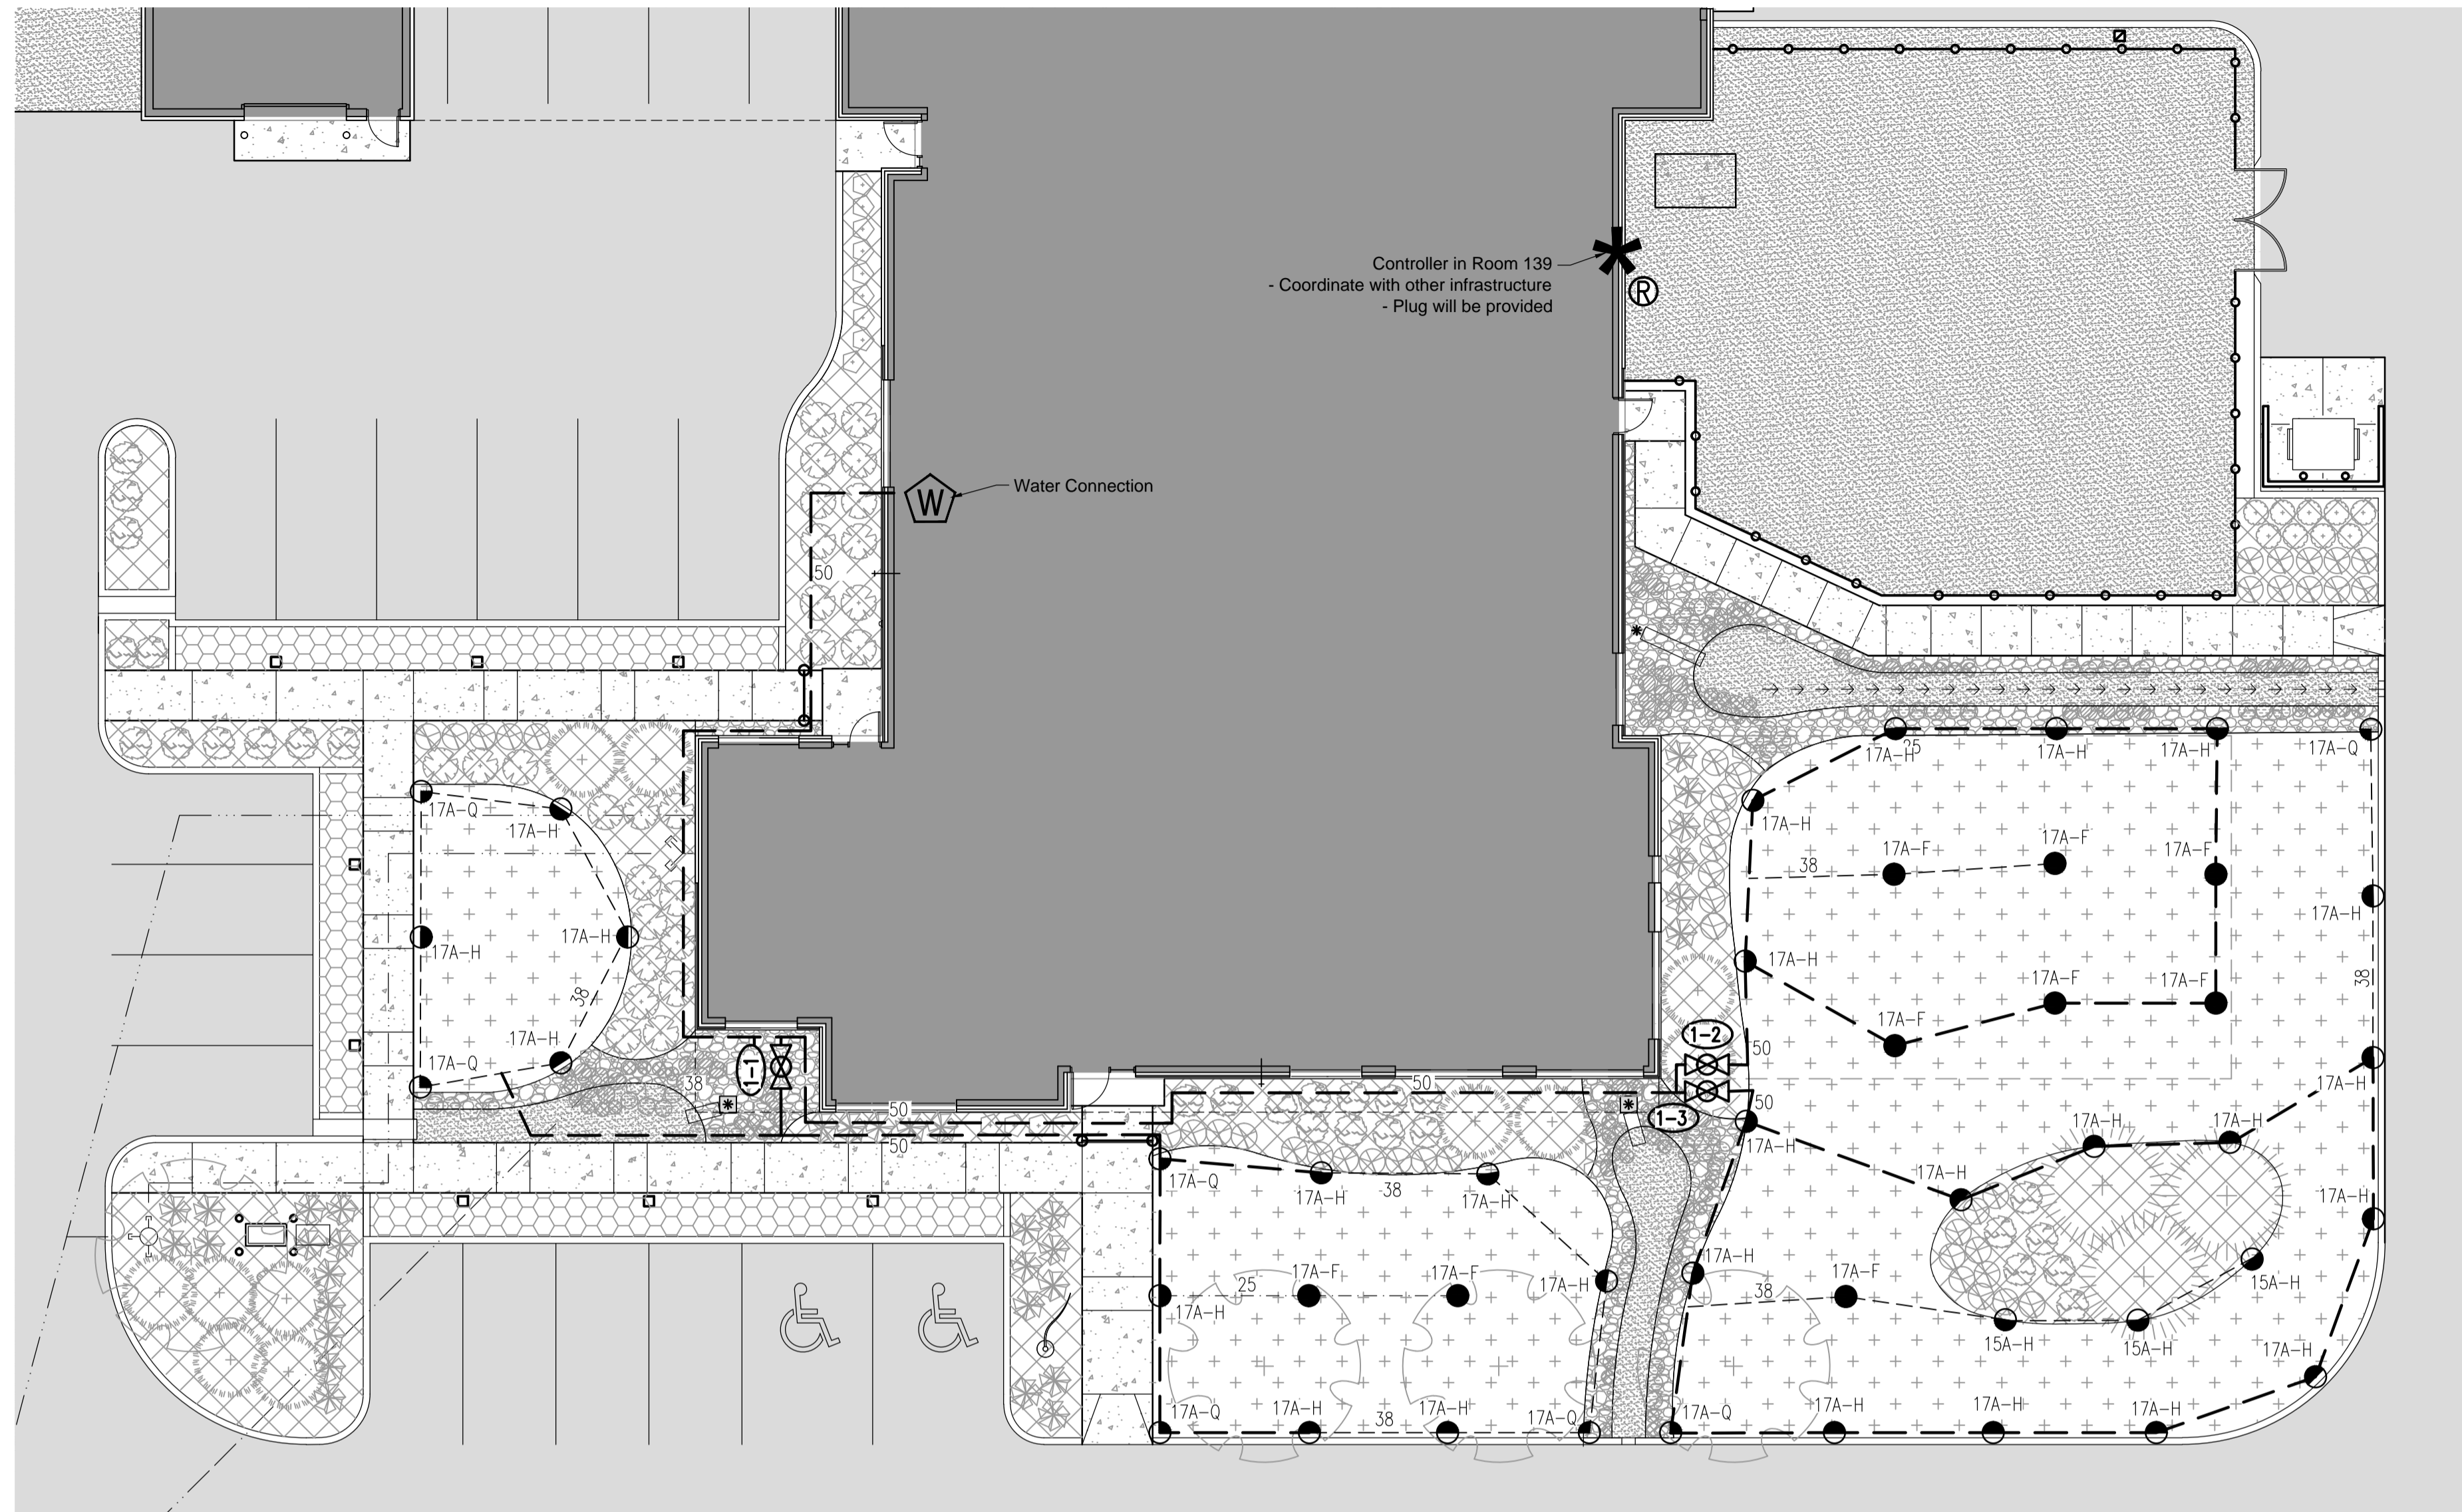 Controller in Room 139
- Coordinate with other infrastructure
- Plug will be provided
R
W
Water Connection
50
17A-H
25
17A-H
17A-H
17A-Q
17A-Q
17A-H
17A-H
17A-F
17A-F
17A-F
38
17A-H
17A-H
17A-H
17A-H
38
17A-H
17A-F
17A-F
17A-F
38
17A-H
17A-Q
1-1
38
1-2
50
50
1-3
50
50
50
17A-H
17A-H
17A-H
17A-H
17A-H
17A-Q
17A-H
38
17A-H
17A-H
17A-H
25
17A-F
17A-F
17A-H
17A-H
17A-H
38
17A-F
15A-H
15A-H
15A-H
17A-H
17A-Q
17A-H
38
17A-H
17A-Q
17A-Q
17A-H
17A-H
17A-H